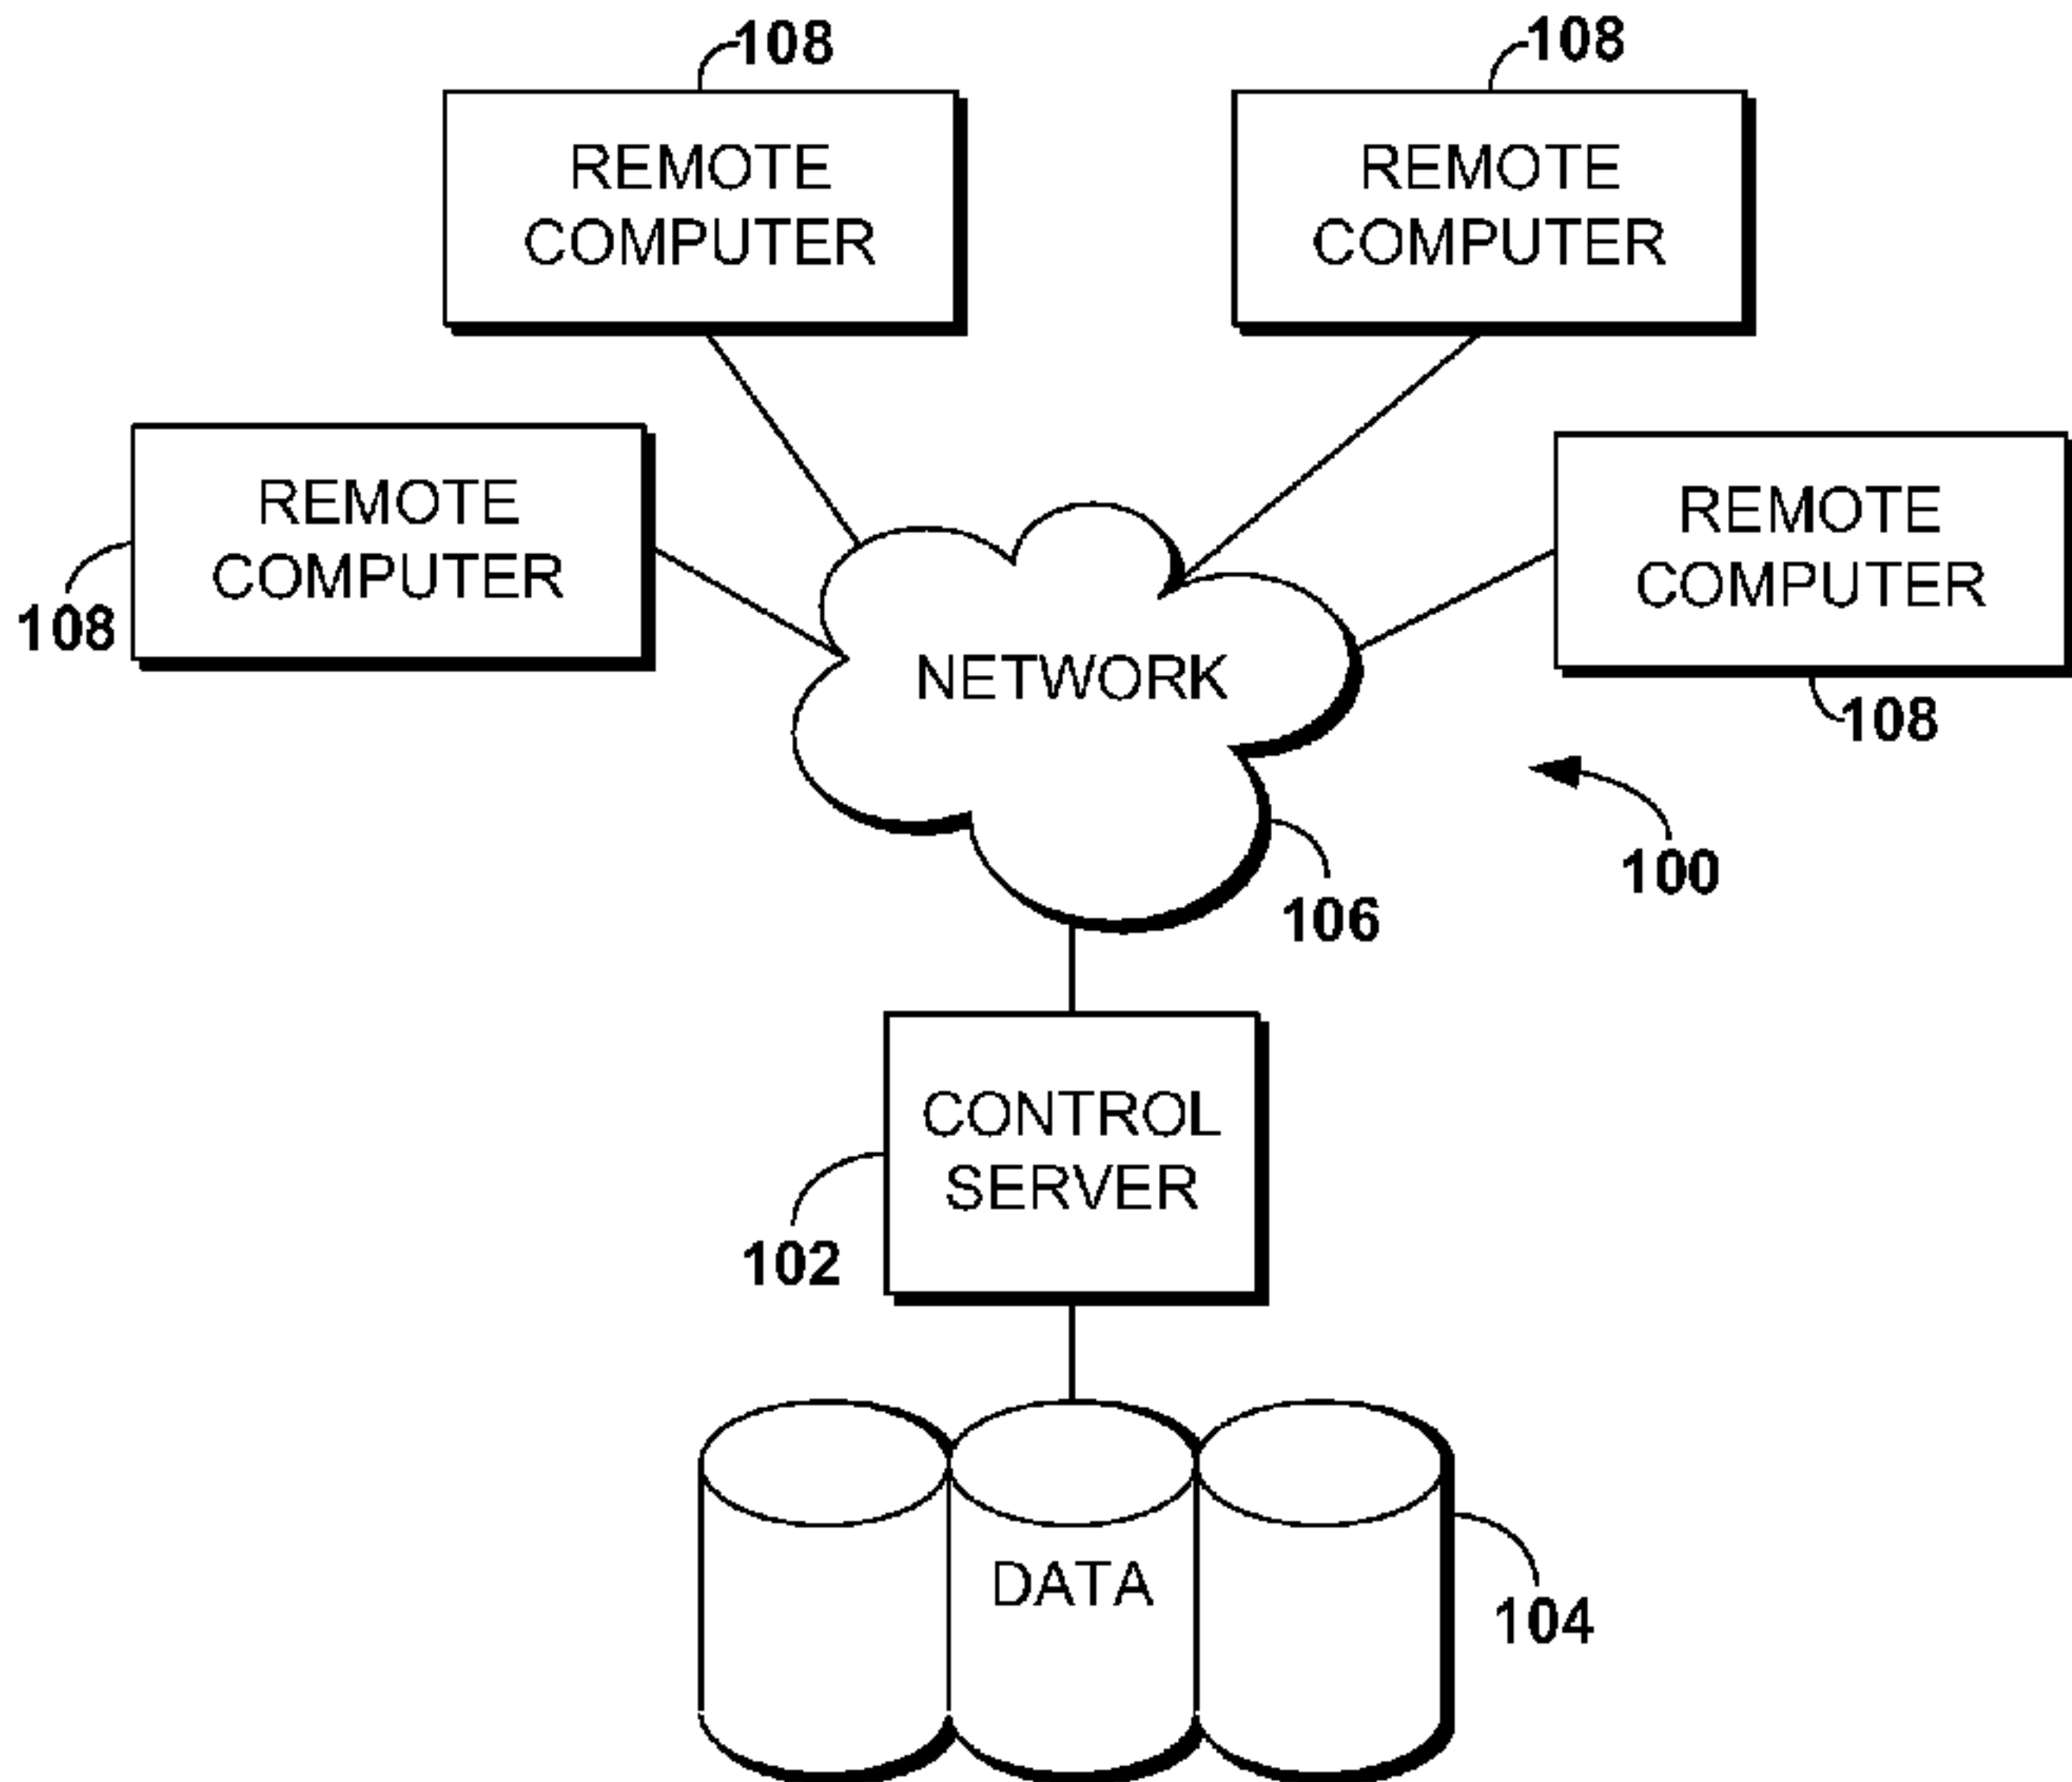 108
108
REMOTE
COMPUTER
REMOTE
COMPUTER
REMOTE
COMPUTER
REMOTE
COMPUTER
108
NETWORK
108
100
106
CONTROL
SERVER
102
DATA
104